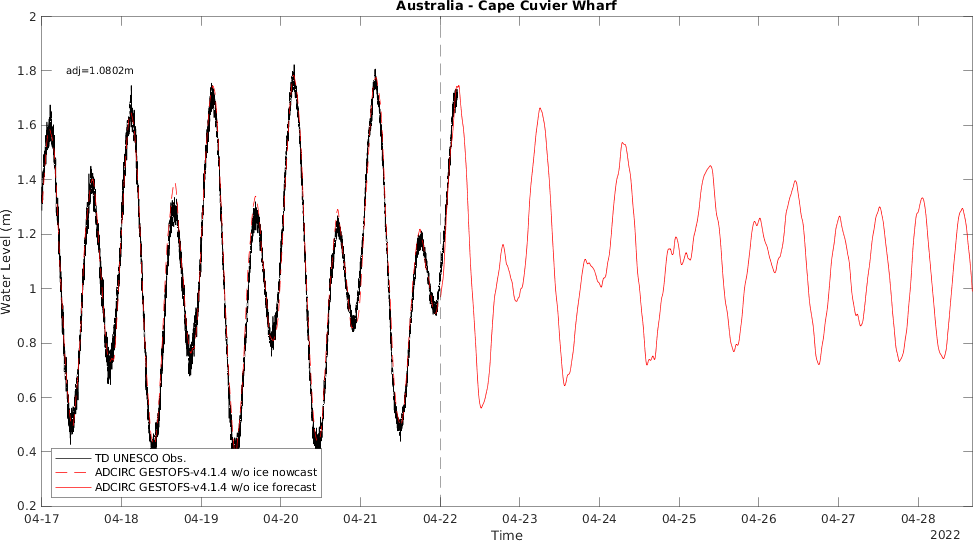 Australia - Cape Cuvier Wharf
2
1.8
1.6
1.4
1.2
1
0.8
0.6
0.4
0.2
Water Level (m)
adj=1.0802m
TD UNESCO Obs.
ADCIRC GESTOFS-v4.1.4 w/o ice nowcast
ADCIRC GESTOFS-v4.1.4 w/o ice forecast
04-17 04-18 04-19 04-20 04-21 04-22 04-23 04-24 04-25 04-26 04-27 04-28
Time
2022